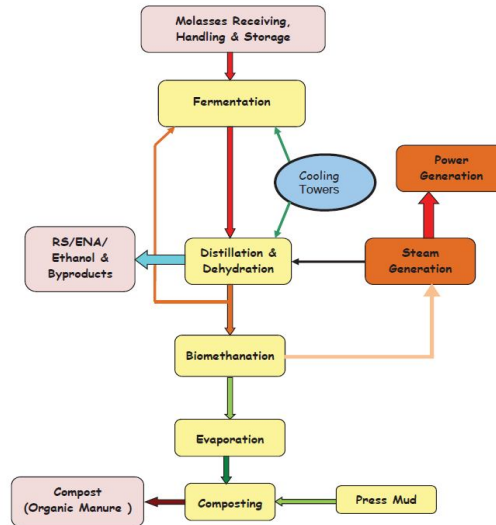 Molasses Receiving,
Handling & Storage
Fermentation
Cooling
Towers
Power
Generation
RS/ENA/
Ethanol &
Byproducts
Distillation &
Dehydration
Steam
Generation
Biomethanation
Evaporation
Compost
(Organic Manure )
Composting
Press Mud